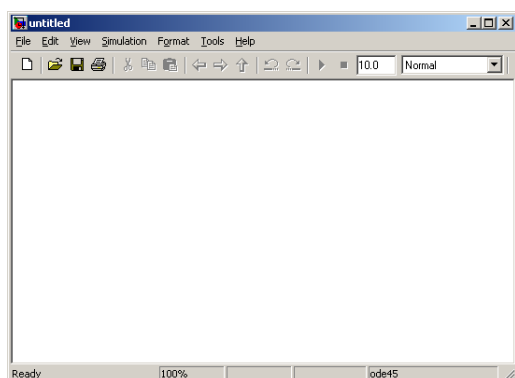 untitled
File Edit View Simulation Format Tools Help
10.0 Normal
Ready 100% ode45